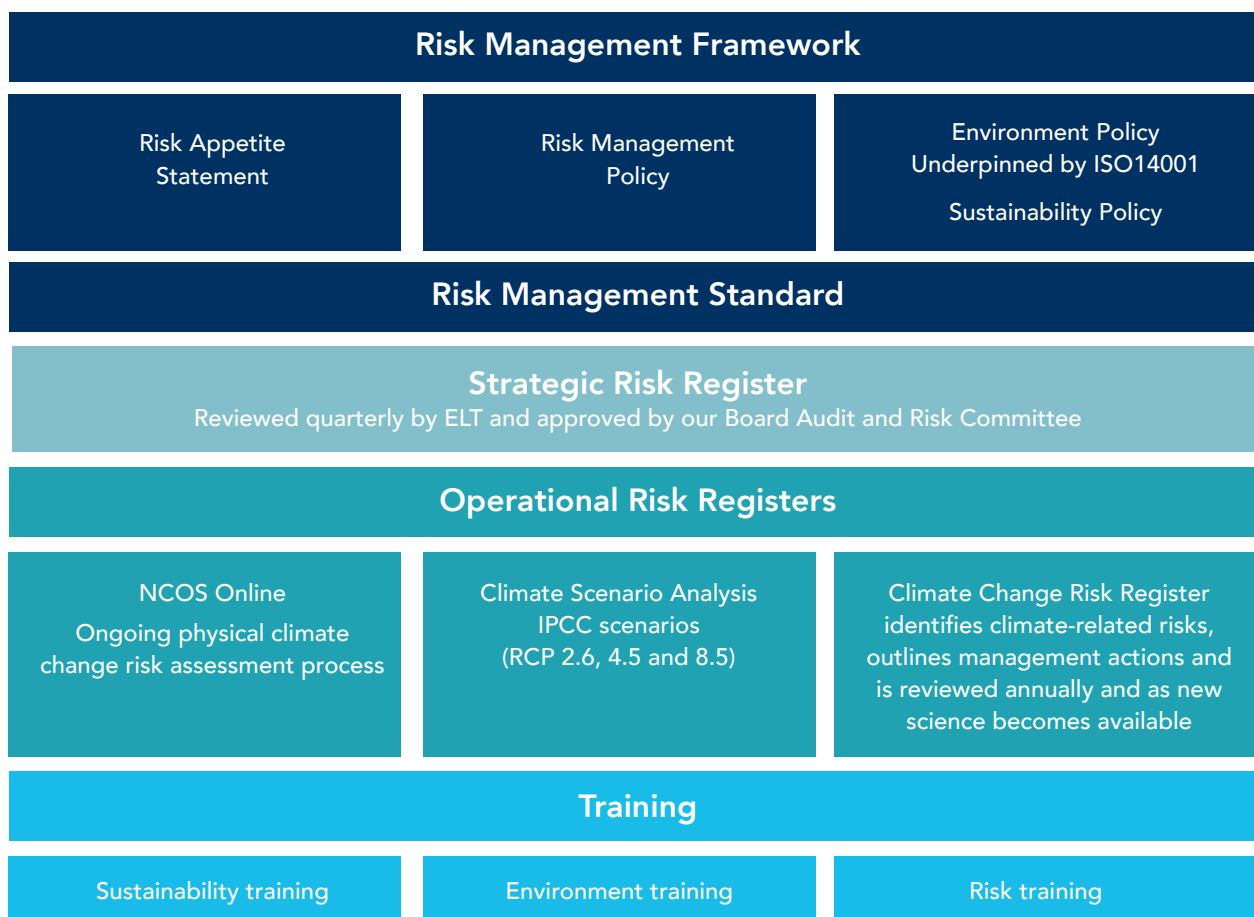 Risk Management Framework
Risk Appetite
Statement
Risk Management
Policy
Environment Policy
Underpinned by ISO14001
Sustainability Policy
Risk Management Standard
Strategic Risk Register
Reviewed quarterly by ELT and approved by our Board Audit and Risk Committee
Operational Risk Registers
NCOS Online
Ongoing physical climate
change risk assessment process
Climate Scenario Analysis
IPCC scenarios
(RCP 2.6, 4.5 and 8.5)
Climate Change Risk Register
identifies climate-related risks,
outlines management actions and
is reviewed annually and as new
science becomes available
Training
Sustainability training
Environment training
Risk training